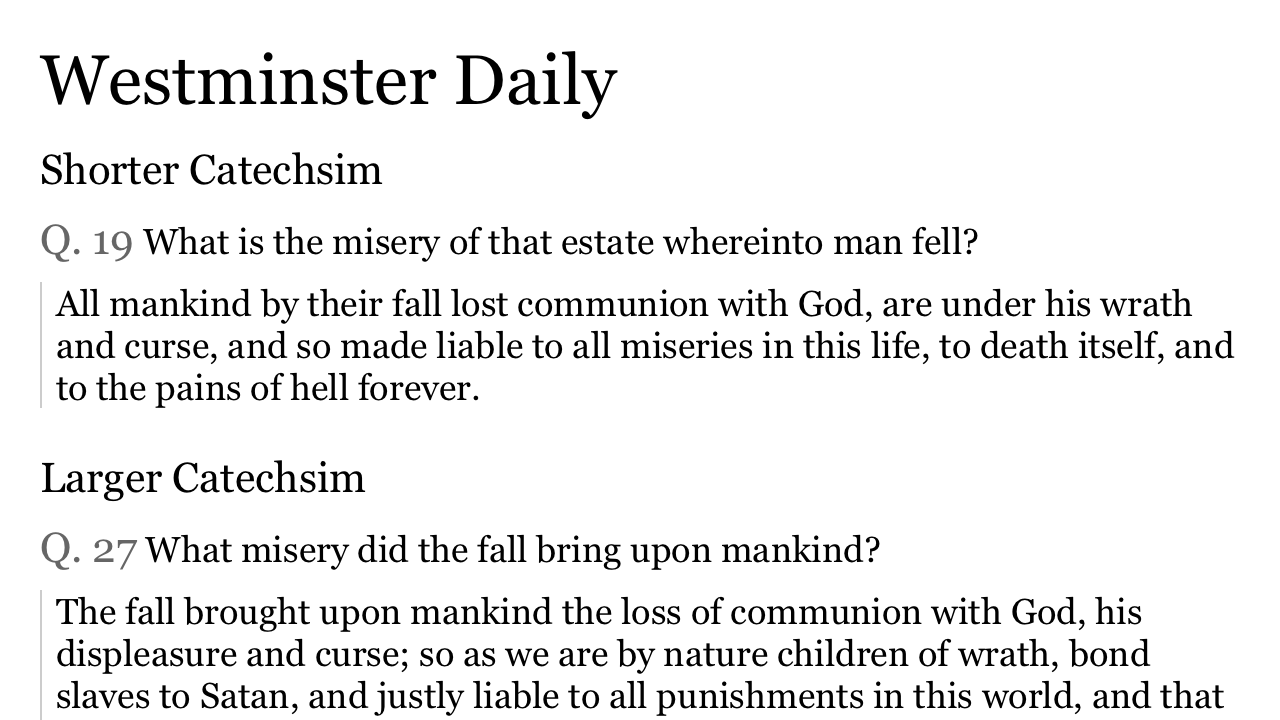 Westminster Daily
Shorter Catechsim
Q. 19 What is the misery of that estate whereinto man fell?
All mankind by their fall lost communion with God, are under his wrath
and curse, and so made liable to all miseries in this life, to death itself, and
to the pains of hell forever.
Larger Catechsim
Q. 27 What misery did the fall bring upon mankind?
The fall brought upon mankind the loss of communion with God, his
displeasure and curse; so as we are by nature children of wrath, bond
slaves to Satan, and justly liable to all punishments in this world, and that